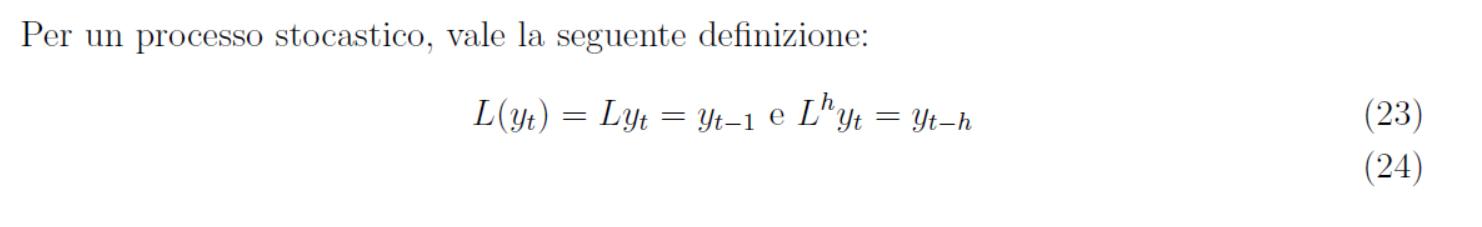 Per un processo stocastico, vale la seguente definizione:
L(y_t) = Ly_t = y_{t−1} e L^h y_t = y_{t−h} (23)
(24)